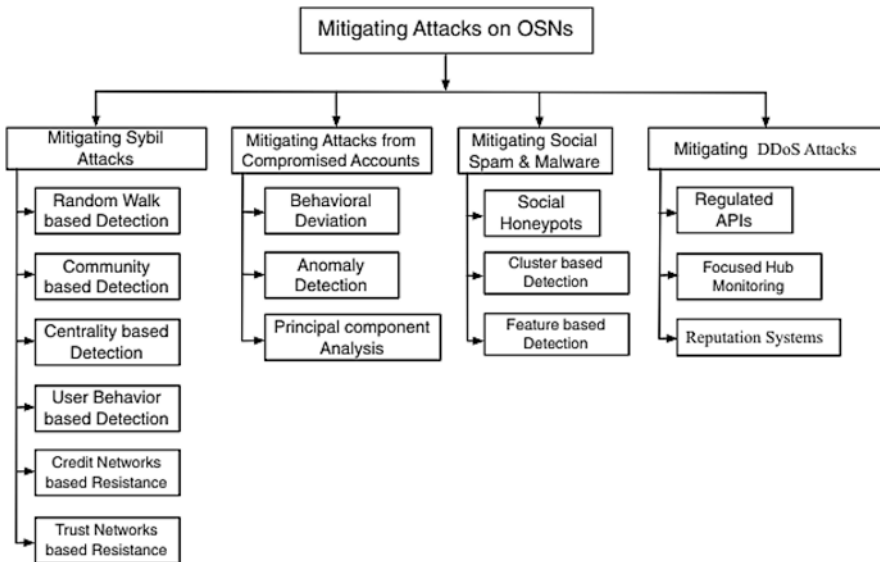 Mitigating Attacks on OSNs
Mitigating Sybil
Attacks
Random Walk
based Detection
Community
based Detection
Centrality based
Detection
User Behavior
based Detection
Credit Networks
based Resistance
Trust Networks
based Resistance
Mitigating Attacks from
Compromised Accounts
Behavioral
Deviation
Anomaly
Detection
Principal component
Analysis
Mitigating Social
Spam & Malware
Social
Honeypots
Cluster based
Detection
Feature based
Detection
Mitigating DDoS Attacks
Regulated
APIs
Focused Hub
Monitoring
Reputation Systems